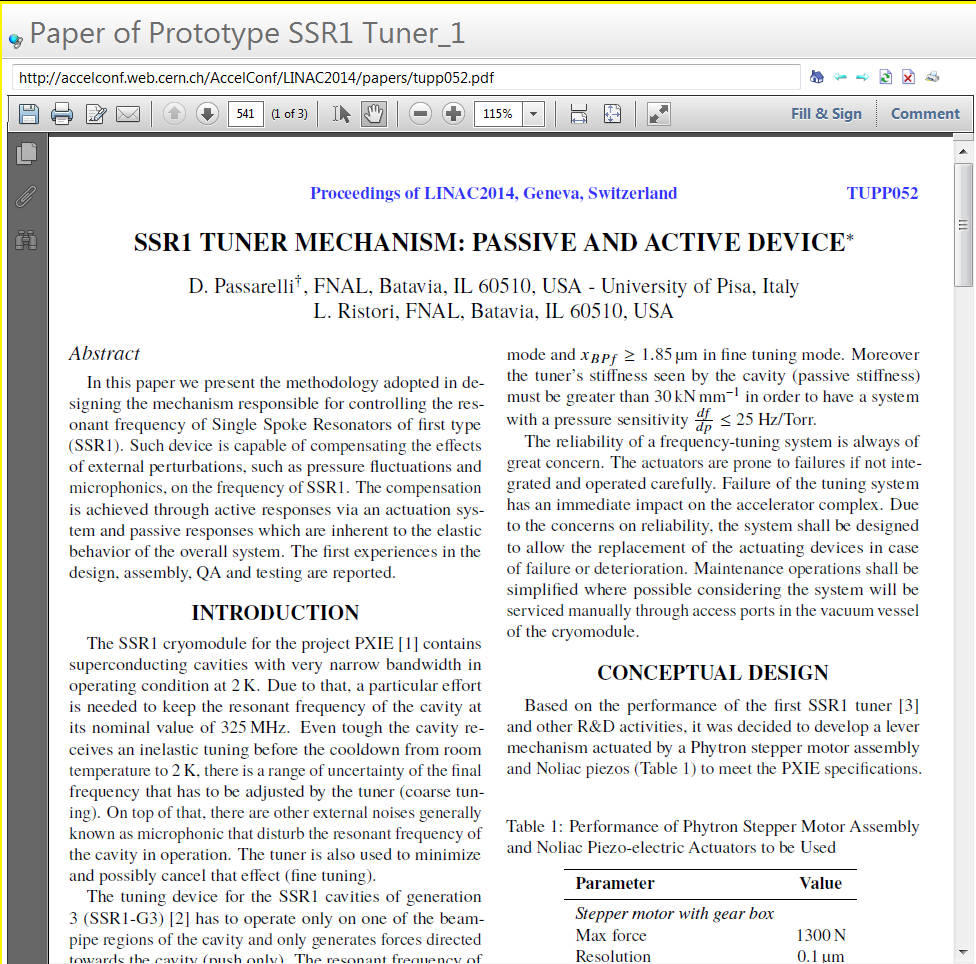 Paper of Prototype SSR1 Tuner_1
http://accelconf.web.cern.ch/AccelConf/LINAC2014/papers/tupp052.pdf
541 (1 of 3) 115% Fill & Sign Comment
Proceedings of LINAC2014, Geneva, Switzerland TUPP052
SSR1 TUNER MECHANISM: PASSIVE AND ACTIVE DEVICE*
D. Passarelli†, FNAL, Batavia, IL 60510, USA - University of Pisa, Italy
L. Ristori, FNAL, Batavia, IL 60510, USA
Abstract
In this paper we present the methodology adopted in de-
signing the mechanism responsible for controlling the res-
onant frequency of Single Spoke Resonators of first type
(SSR1). Such device is capable of compensating the effects
of external perturbations, such as pressure fluctuations and
microphonics, on the frequency of SSR1. The compensation
is achieved through active responses via an actuation sys-
tem and passive responses which are inherent to the elastic
behavior of the overall system. The first experiences in the
design, assembly, QA and testing are reported.
INTRODUCTION
The SSR1 cryomodule for the project PXIE [1] contains
superconducting cavities with very narrow bandwidth in
operating condition at 2 K. Due to that, a particular effort
is needed to keep the resonant frequency of the cavity at
its nominal value of 325 MHz. Even tough the cavity re-
ceives an inelastic tuning before the cooldown from room
temperature to 2 K, there is a range of uncertainty of the final
frequency that has to be adjusted by the tuner (coarse tun-
ing). On top of that, there are other external noises generally
known as microphonic that disturb the resonant frequency of
the cavity in operation. The tuner is also used to minimize
and possibly cancel that effect (fine tuning).
The tuning device for the SSR1 cavities of generation
3 (SSR1-G3) [2] has to operate only on one of the beam-
pipe regions of the cavity and only generates forces directed
towards the cavity (push only). The resonant frequency of
mode and x_BPf ≥ 1.85 µm in fine tuning mode. Moreover
the tuner's stiffness seen by the cavity (passive stiffness)
must be greater than 30 kN mm⁻¹ in order to have a system
with a pressure sensitivity df/dp ≤ 25 Hz/Torr.
The reliability of a frequency-tuning system is always of
great concern. The actuators are prone to failures if not inte-
grated and operated carefully. Failure of the tuning system
has an immediate impact on the accelerator complex. Due
to the concerns on reliability, the system shall be designed
to allow the replacement of the actuating devices in case
of failure or deterioration. Maintenance operations shall be
simplified where possible considering the system will be
serviced manually through access ports in the vacuum vessel
of the cryomodule.
CONCEPTUAL DESIGN
Based on the performance of the first SSR1 tuner [3]
and other R&D activities, it was decided to develop a lever
mechanism actuated by a Phytron stepper motor assembly
and Noliac piezos (Table 1) to meet the PXIE specifications.
Table 1: Performance of Phytron Stepper Motor Assembly
and Noliac Piezo-electric Actuators to be Used
Parameter Value
Stepper motor with gear box
Max force 1300 N
Resolution 0.1 µm